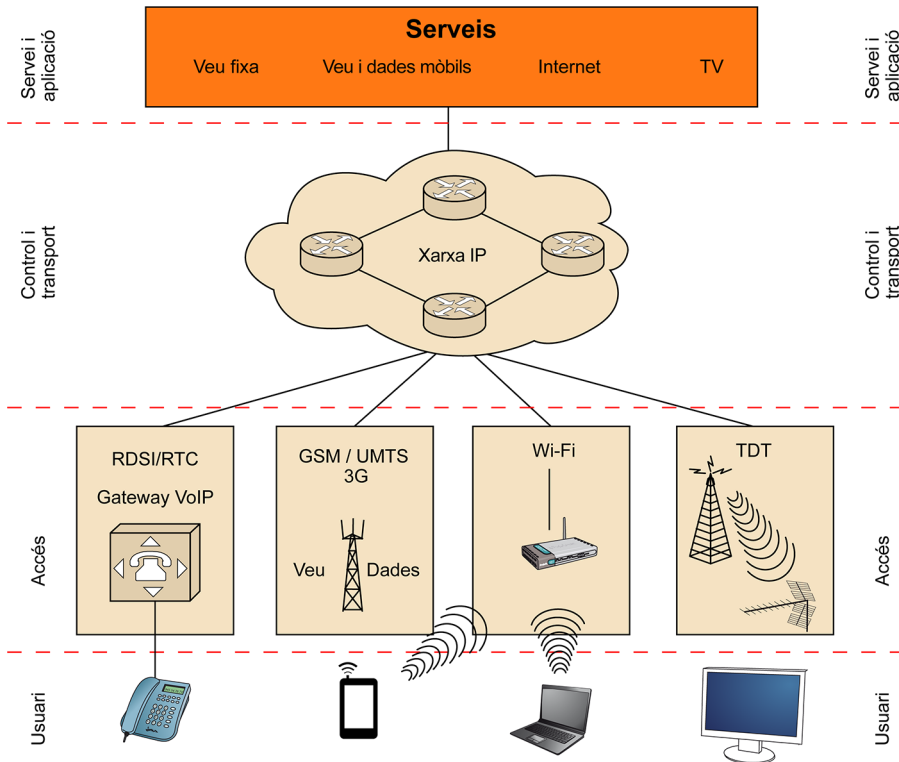 Serveis
Veu fixa
Veu i dades mòbils
Internet
TV
Servei i
aplicació
Servei i
aplicació
Xarxa IP
Control i
transport
Control i
transport
RDSI/RTC
Gateway VoIP
GSM / UMTS
3G
Veu
Dades
Wi-Fi
TDT
Accés
Accés
Usuari
Usuari